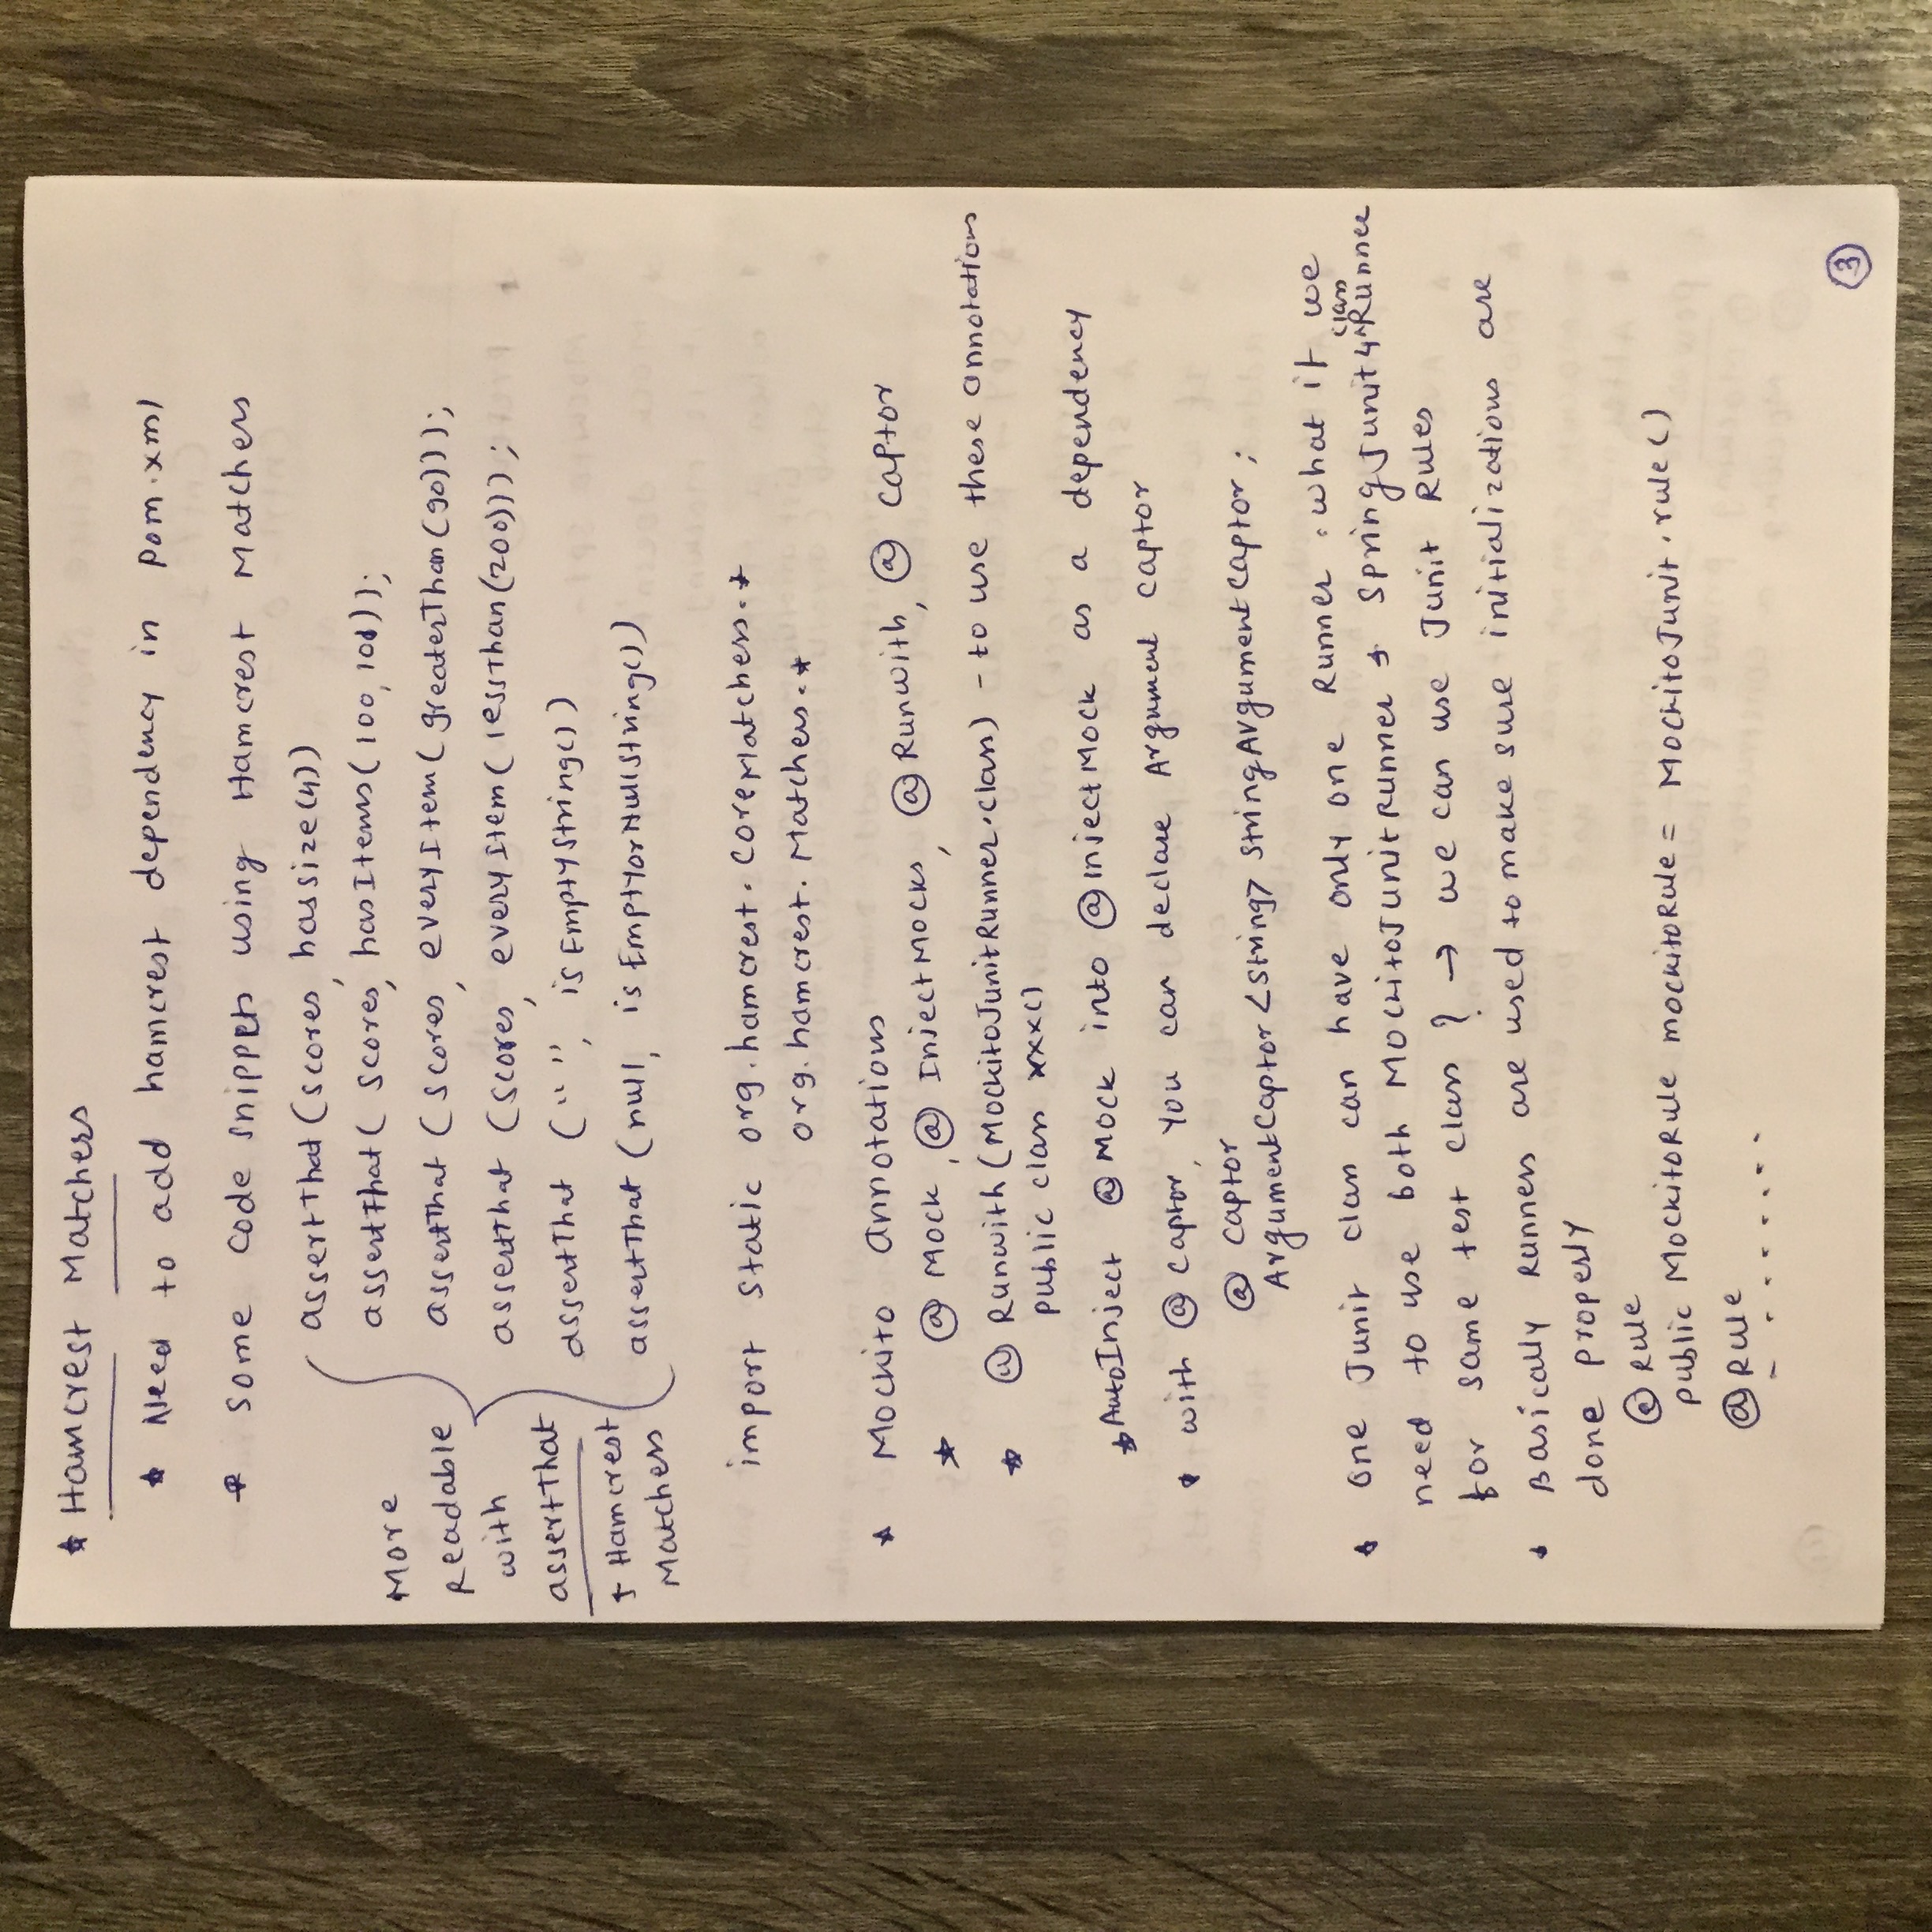 * Hamcrest Matchers
* Need to add hamcrest dependency in pom.xml
* Some code snippets using Hamcrest Matchers
More
Readable
with
assertThat
+ Hamcrest
Matchers
assertThat (scores, hassize(4))
assertThat ( scores, hasItems( 100, 101));
assertThat ( scores, everyItem ( greaterThan (90)));
assertThat (scores, everyItem ( lessThan (200)));
assertThat (" ", isEmptyString())
assertThat (null, isEmptyorNullString())
import static org.hamcrest.CoreMatchers.*
org.hamcrest.Matchers.*
* Mockito annotations
* @ Mock, @ InjectMocks, @ Runwith, @ Captor
* @ Runwith (MockitoJunitRunner.class) - to use these annotations
public class xxx()
* AutoInject @ Mock into @ InjectMock as a dependency
* with @ Captor, you can declare Argument captor
@ Captor
ArgumentCaptor <String> StringArgumentCaptor ;
* One Junit class can have only one Runner. what if we
need to use both MockitoJunitRunner + SpringJunit4^class Runner
for same test class ? → we can use Junit Rules
* Basically Runners are used to make sure initializations are
done properly
@ Rule
public MockitoRule mockitoRule = MockitoJunit.rule()
@ Rule
- . . . . . . .
3